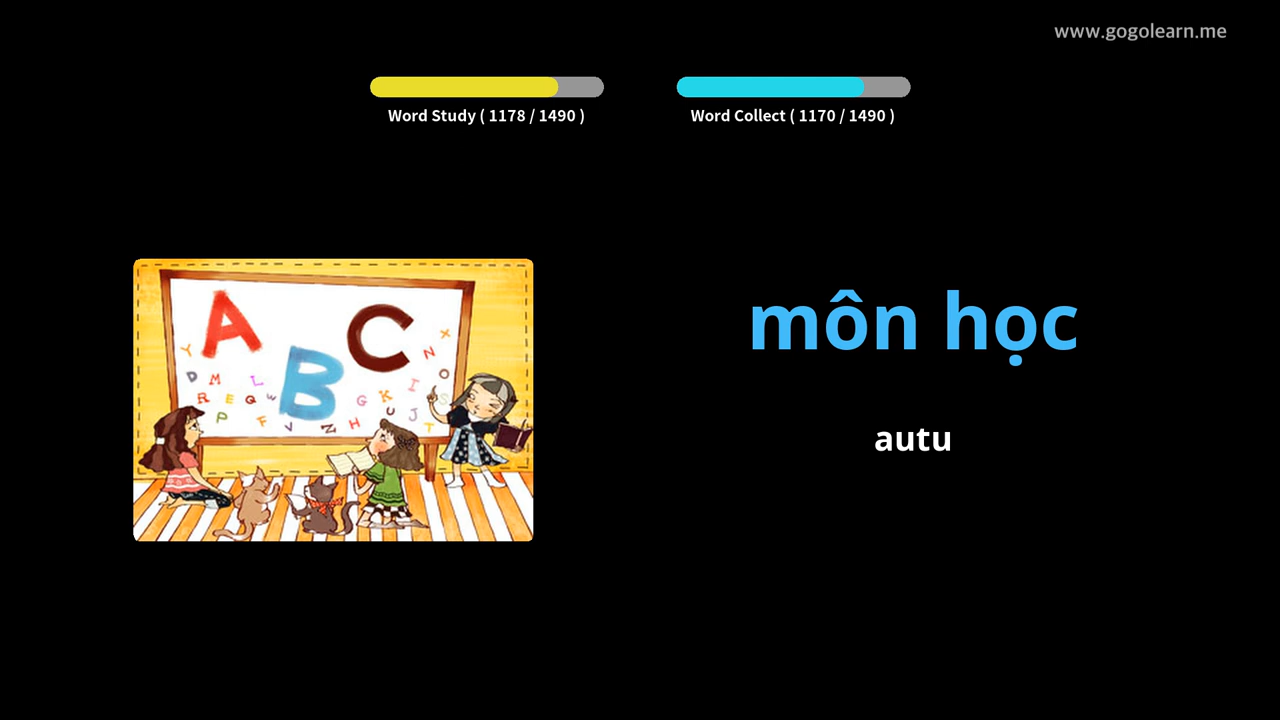 www.gogolearn.me
Word Study ( 1178 / 1490 )
Word Collect ( 1170 / 1490 )
A
B
C
X
Y
N
D M L I O
R E Q W G K S
P F V Z H U J T
môn học
autu